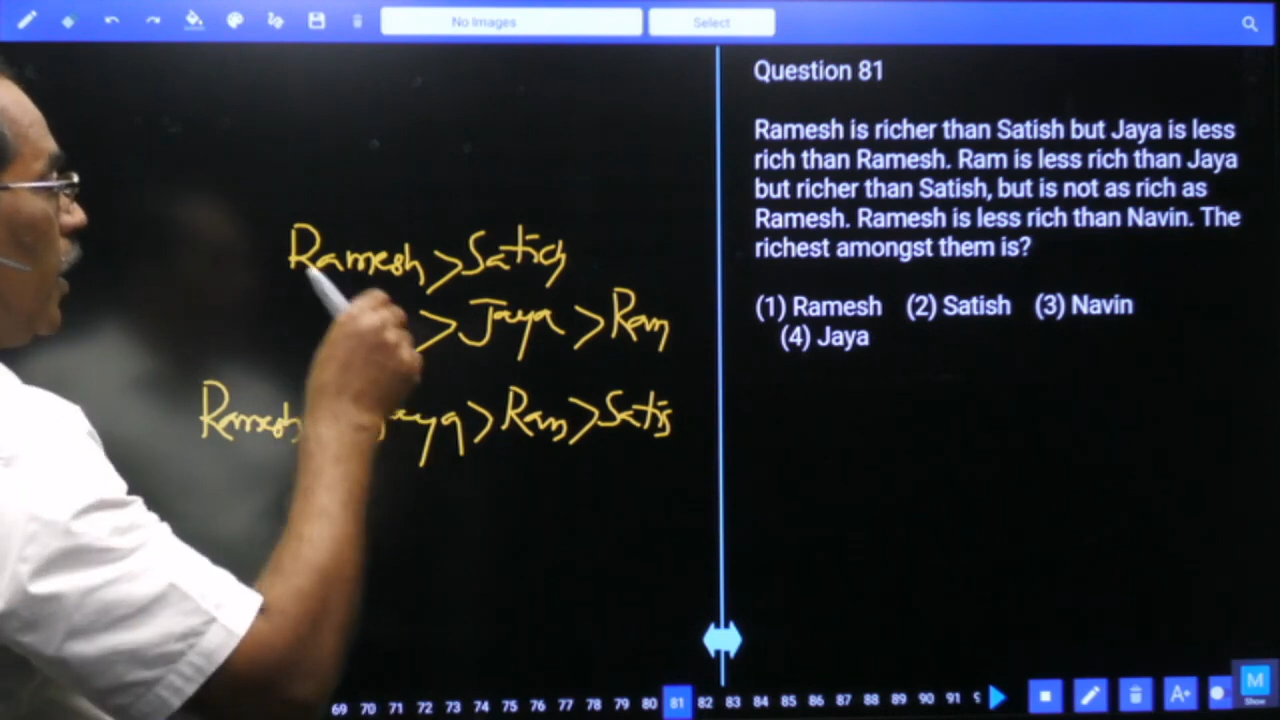 No Images
Select
Question 81
Ramesh is richer than Satish but Jaya is less
rich than Ramesh. Ram is less rich than Jaya
but richer than Satish, but is not as rich as
Ramesh. Ramesh is less rich than Navin. The
richest amongst them is?
(1) Ramesh (2) Satish (3) Navin
(4) Jaya
Ramesh > Satish
> Jaya > Ram
Ramesh > Ram > Satis
69 70 71 72 73 74 75 76 77 78 79 80 81 82 83 84 85 86 87 88 89 90 91 9
A+
M
Show